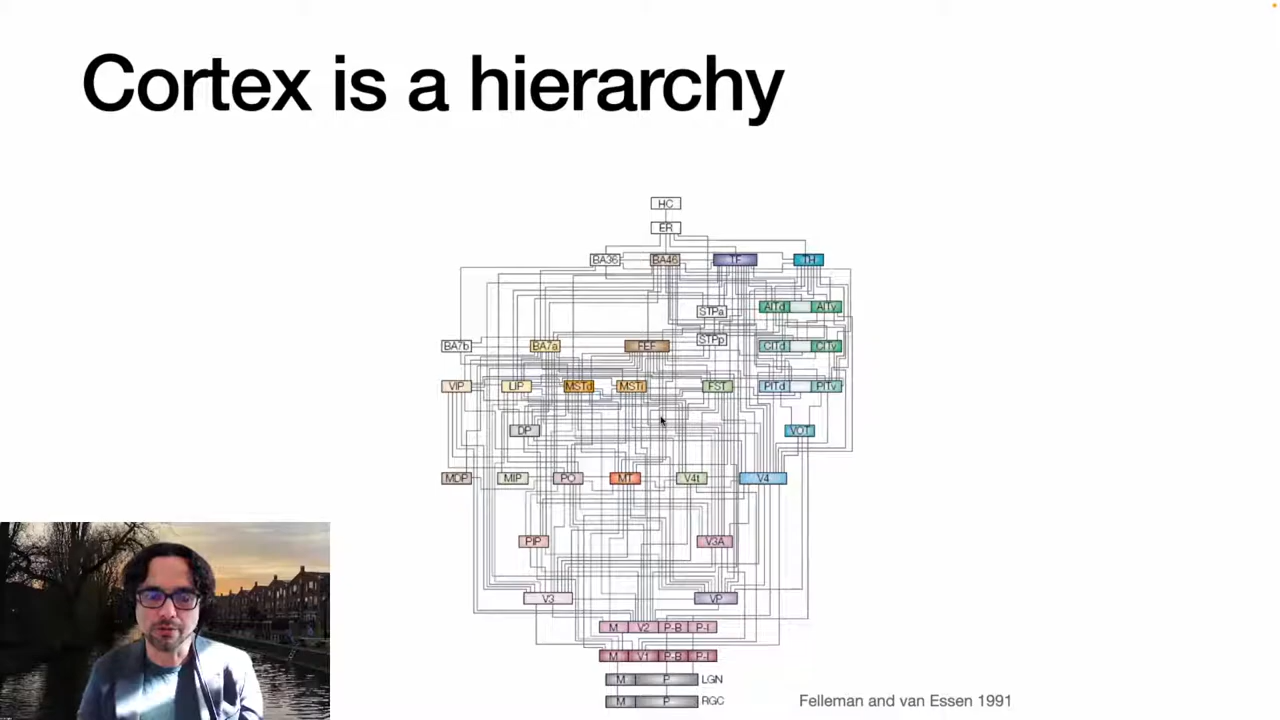 Cortex is a hierarchy
HC
ER
BA36 BA46 TF TH
STPa AITd AITv
BA7b BA7a FEF STPp CITd CITv
VIP LIP MSTd MSTl FST PITd PITv
DP VOT
MDP MIP PO MT V4t V4
PIP V3A
V3 VP
M V2 P-B P-I
M V1 P-B P-I
M P LGN
M P RGC
Felleman and van Essen 1991